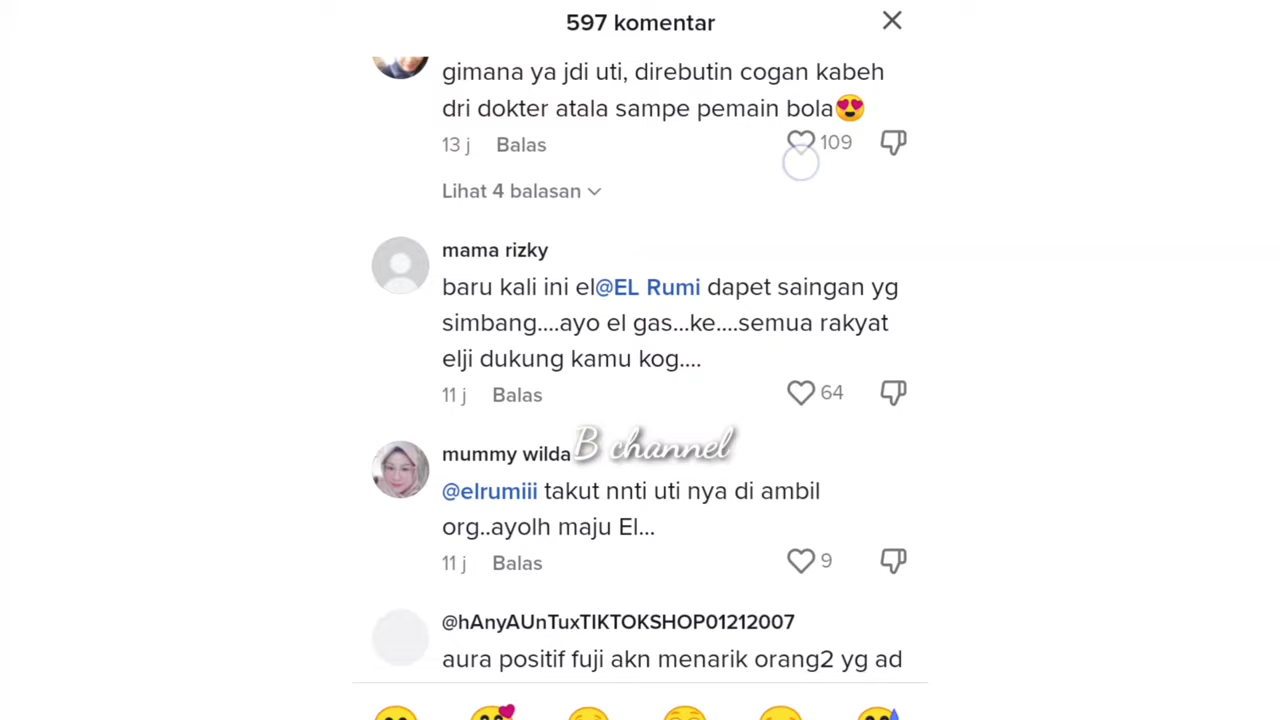 597 komentar
gimana ya jdi uti, direbutin cogan kabeh
dri dokter atala sampe pemain bola😍
13 j Balas 109
Lihat 4 balasan
mama rizky
baru kali ini el@EL Rumi dapet saingan yg
simbang....ayo el gas...ke....semua rakyat
elji dukung kamu kog....
11 j Balas 64
B channel
mummy wilda
@elrumiii takut nnti uti nya di ambil
org..ayolh maju El...
11 j Balas 9
@hAnyAUnTuxTIKTOKSHOP01212007
aura positif fuji akn menarik orang2 yg ad